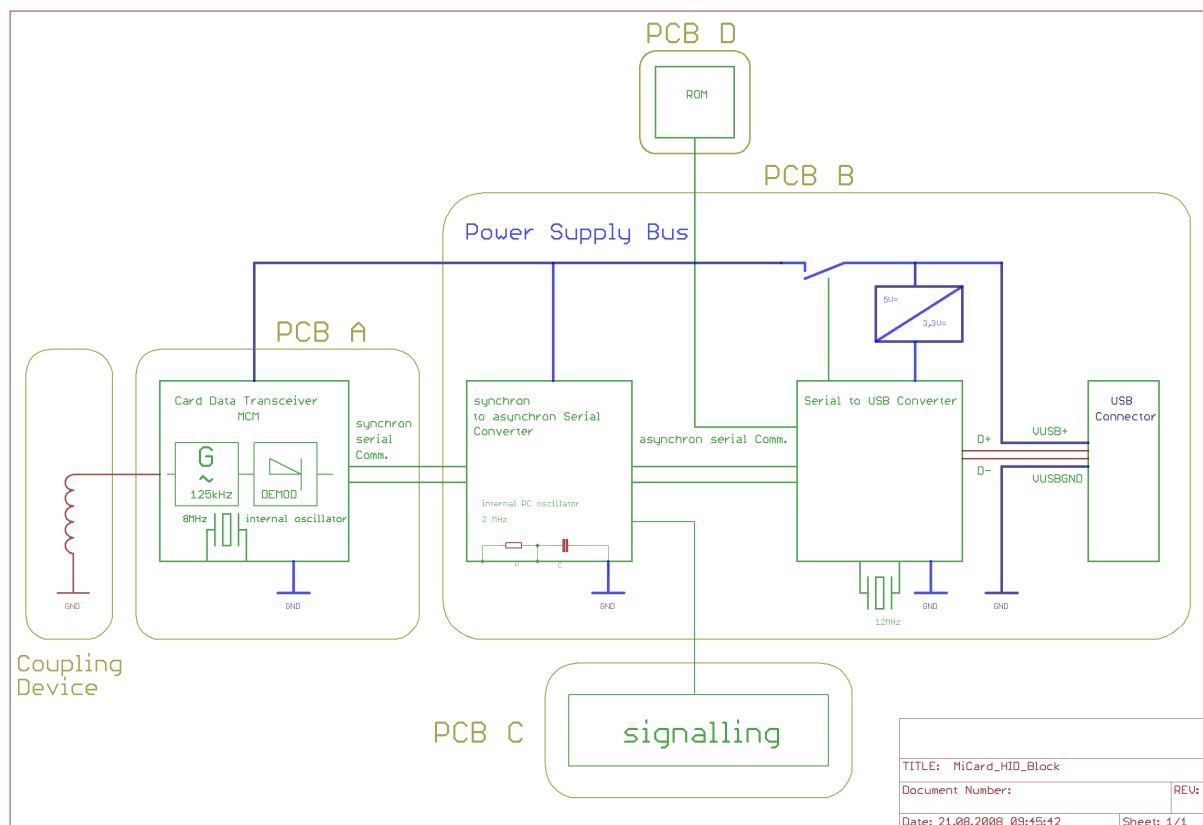 PCB D
ROM
PCB B
Power Supply Bus
5V=
3,3V=
PCB A
Card Data Transceiver
MCM
G
~
125kHz
DEMOD
8MHz
internal oscillator
GND
synchron
serial
Comm.
synchron
to asynchron Serial
Converter
internal RC oscillator
2 MHz
R
C
GND
asynchron serial Comm.
Serial to USB Converter
12MHz
GND
D+
D-
VUSB+
VUSBGND
GND
USB
Connector
GND
Coupling
Device
PCB C
signalling
TITLE: MiCard_HID_Block
Document Number:
REV:
Date: 21.08.2008 09:45:42
Sheet: 1/1